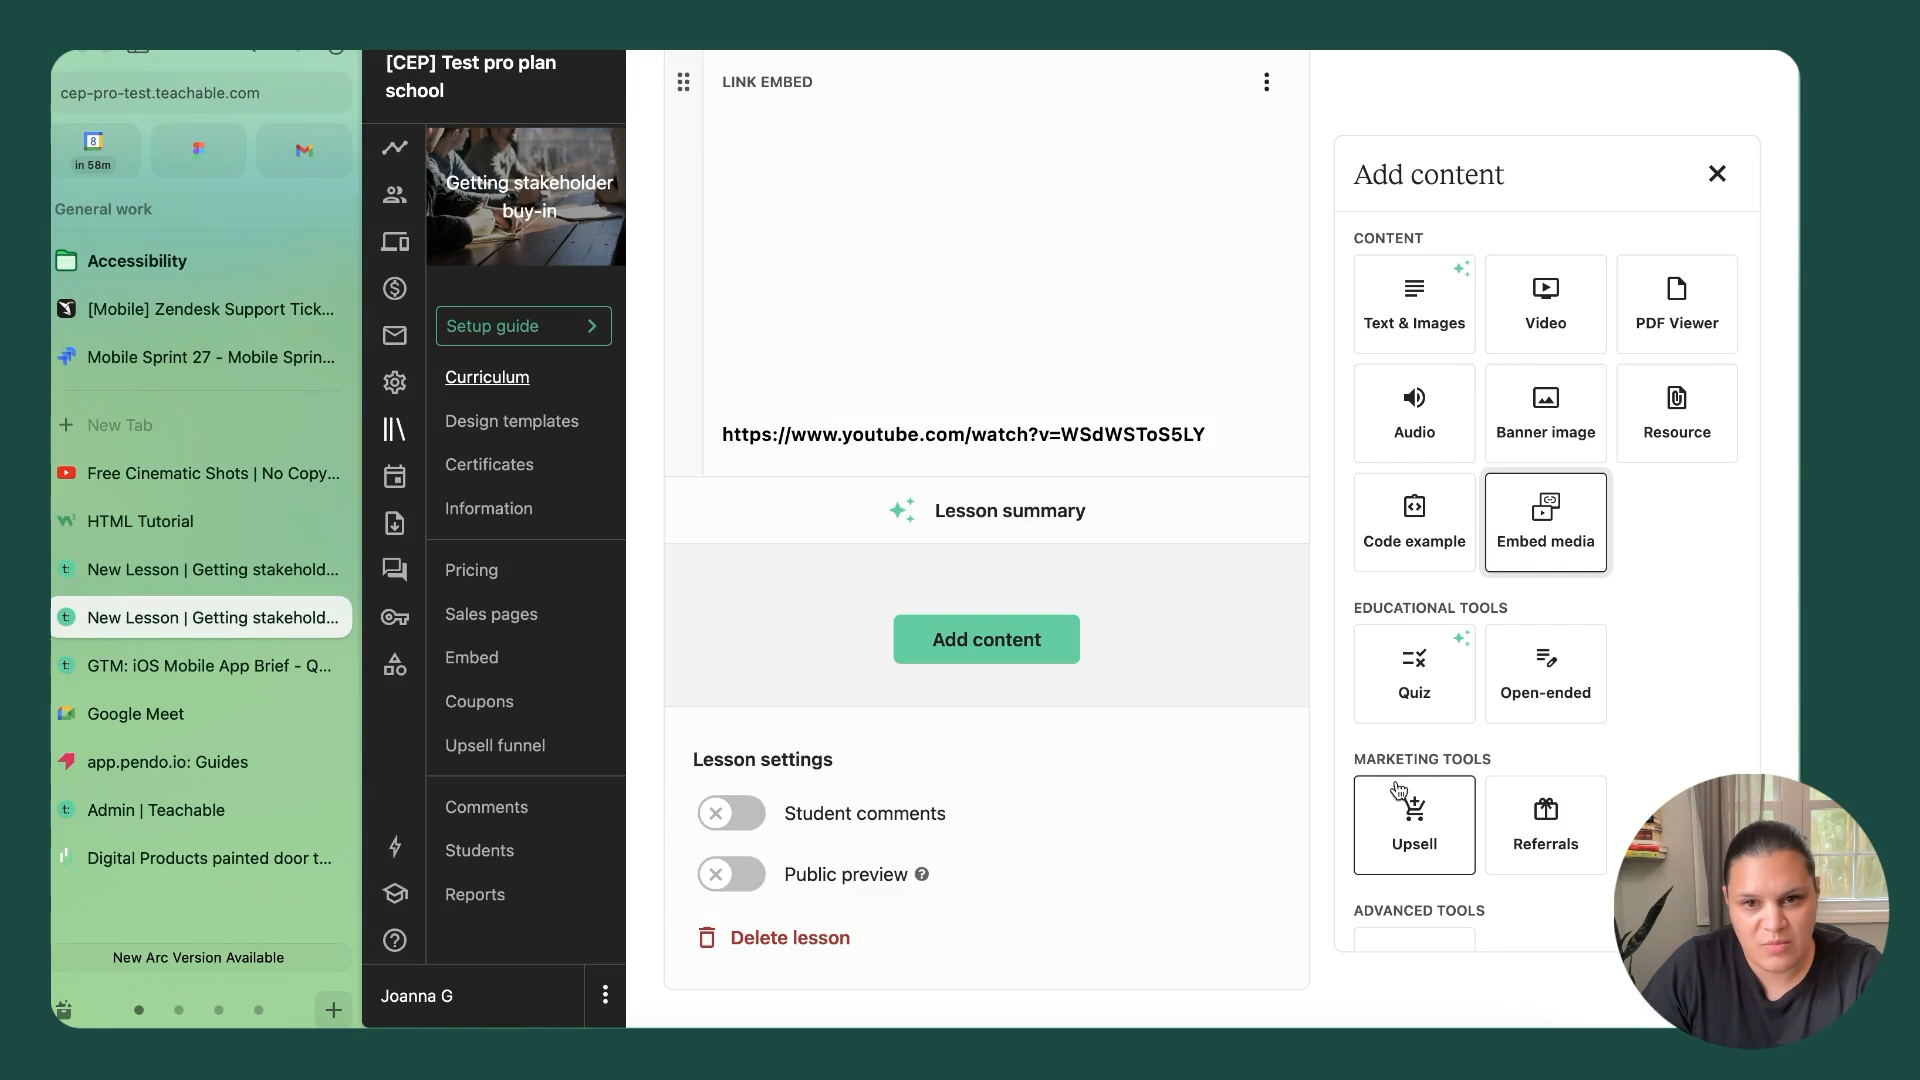 cep-pro-test.teachable.com
8
in 58m
General work
Accessibility
[Mobile] Zendesk Support Tick...
Mobile Sprint 27 - Mobile Sprin...
New Tab
Free Cinematic Shots | No Copy...
HTML Tutorial
New Lesson | Getting stakehold...
New Lesson | Getting stakehold...
GTM: iOS Mobile App Brief - Q...
Google Meet
app.pendo.io: Guides
Admin | Teachable
Digital Products painted door t...
New Arc Version Available
[CEP] Test pro plan
school
Getting stakeholder
buy-in
Setup guide
Curriculum
Design templates
Certificates
Information
Pricing
Sales pages
Embed
Coupons
Upsell funnel
Comments
Students
Reports
Joanna G
LINK EMBED
https://www.youtube.com/watch?v=WSdWSToS5LY
Lesson summary
Add content
Lesson settings
Student comments
Public preview
Delete lesson
Add content
CONTENT
Text & Images
Video
PDF Viewer
Audio
Banner image
Resource
Code example
Embed media
EDUCATIONAL TOOLS
Quiz
Open-ended
MARKETING TOOLS
Upsell
Referrals
ADVANCED TOOLS